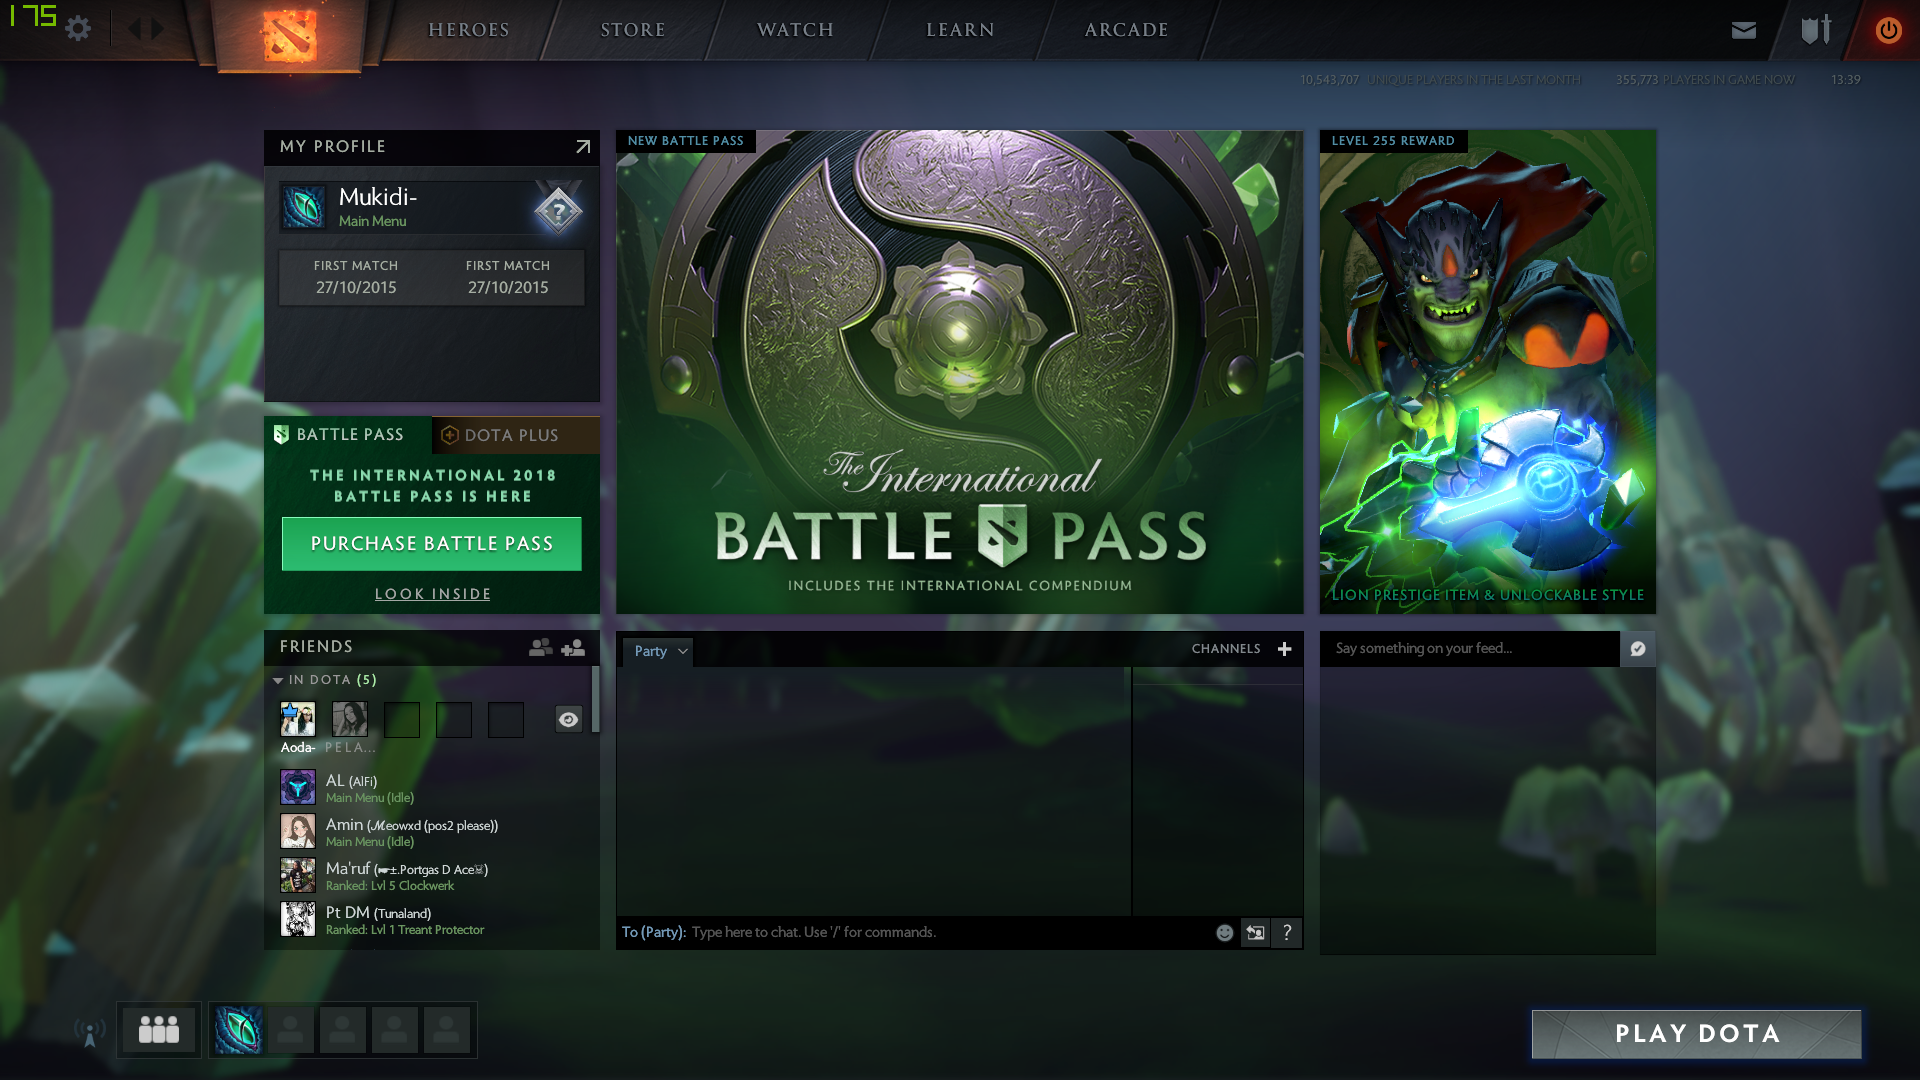 175
HEROES
STORE
WATCH
LEARN
ARCADE
10,543,707 UNIQUE PLAYERS IN THE LAST MONTH
355,773 PLAYERS IN GAME NOW
13:39
MY PROFILE
Mukidi-
Main Menu
?
FIRST MATCH
27/10/2015
FIRST MATCH
27/10/2015
BATTLE PASS
DOTA PLUS
THE INTERNATIONAL 2018
BATTLE PASS IS HERE
PURCHASE BATTLE PASS
LOOK INSIDE
NEW BATTLE PASS
The International
BATTLE PASS
INCLUDES THE INTERNATIONAL COMPENDIUM
LEVEL 255 REWARD
LION PRESTIGE ITEM & UNLOCKABLE STYLE
FRIENDS
IN DOTA (5)
Aoda-
PELA...
AL (AlFi)
Main Menu (Idle)
Amin (ℳeowxd (pos2 please))
Main Menu (Idle)
Ma'ruf (︻±.Portgas D Ace☠)
Ranked: Lvl 5 Clockwerk
Pt DM (Tunaland)
Ranked: Lvl 1 Treant Protector
Party
CHANNELS +
To (Party): Type here to chat. Use '/' for commands.
?
Say something on your feed...
PLAY DOTA